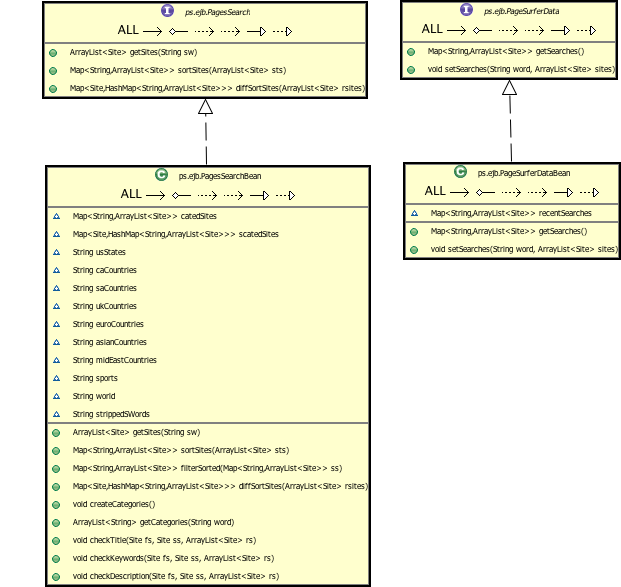 I ps.ejb.PagesSearch
ALL
ArrayList<Site> getSites(String sw)
Map<String,ArrayList<Site>> sortSites(ArrayList<Site> sts)
Map<Site,HashMap<String,ArrayList<Site>>> diffSortSites(ArrayList<Site> rsites)
I ps.ejb.PageSurferData
ALL
Map<String,ArrayList<Site>> getSearches()
void setSearches(String word, ArrayList<Site> sites)
C ps.ejb.PagesSearchBean
ALL
Map<String,ArrayList<Site>> catedSites
Map<Site,HashMap<String,ArrayList<Site>>> scatedSites
String usStates
String caCountries
String saCountries
String ukCountries
String euroCountries
String asianCountries
String midEastCountries
String sports
String world
String strippedSWords
ArrayList<Site> getSites(String sw)
Map<String,ArrayList<Site>> sortSites(ArrayList<Site> sts)
Map<String,ArrayList<Site>> filterSorted(Map<String,ArrayList<Site>> ss)
Map<Site,HashMap<String,ArrayList<Site>>> diffSortSites(ArrayList<Site> rsites)
void createCategories()
ArrayList<String> getCategories(String word)
void checkTitle(Site fs, Site ss, ArrayList<Site> rs)
void checkKeywords(Site fs, Site ss, ArrayList<Site> rs)
void checkDescription(Site fs, Site ss, ArrayList<Site> rs)
C ps.ejb.PageSurferDataBean
ALL
Map<String,ArrayList<Site>> recentSearches
Map<String,ArrayList<Site>> getSearches()
void setSearches(String word, ArrayList<Site> sites)